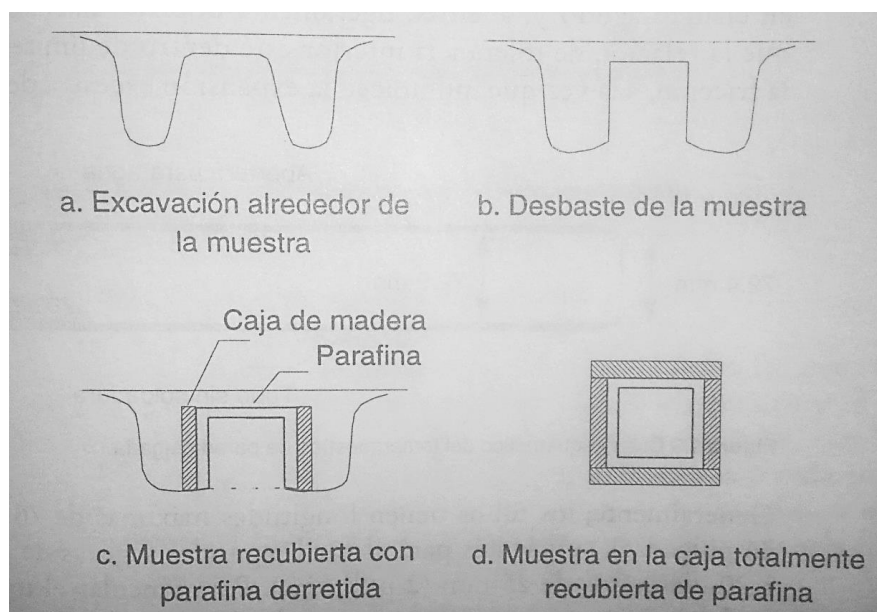 a. Excavación alrededor de
la muestra
b. Desbaste de la muestra
Caja de madera
Parafina
c. Muestra recubierta con
parafina derretida
d. Muestra en la caja totalmente
recubierta de parafina